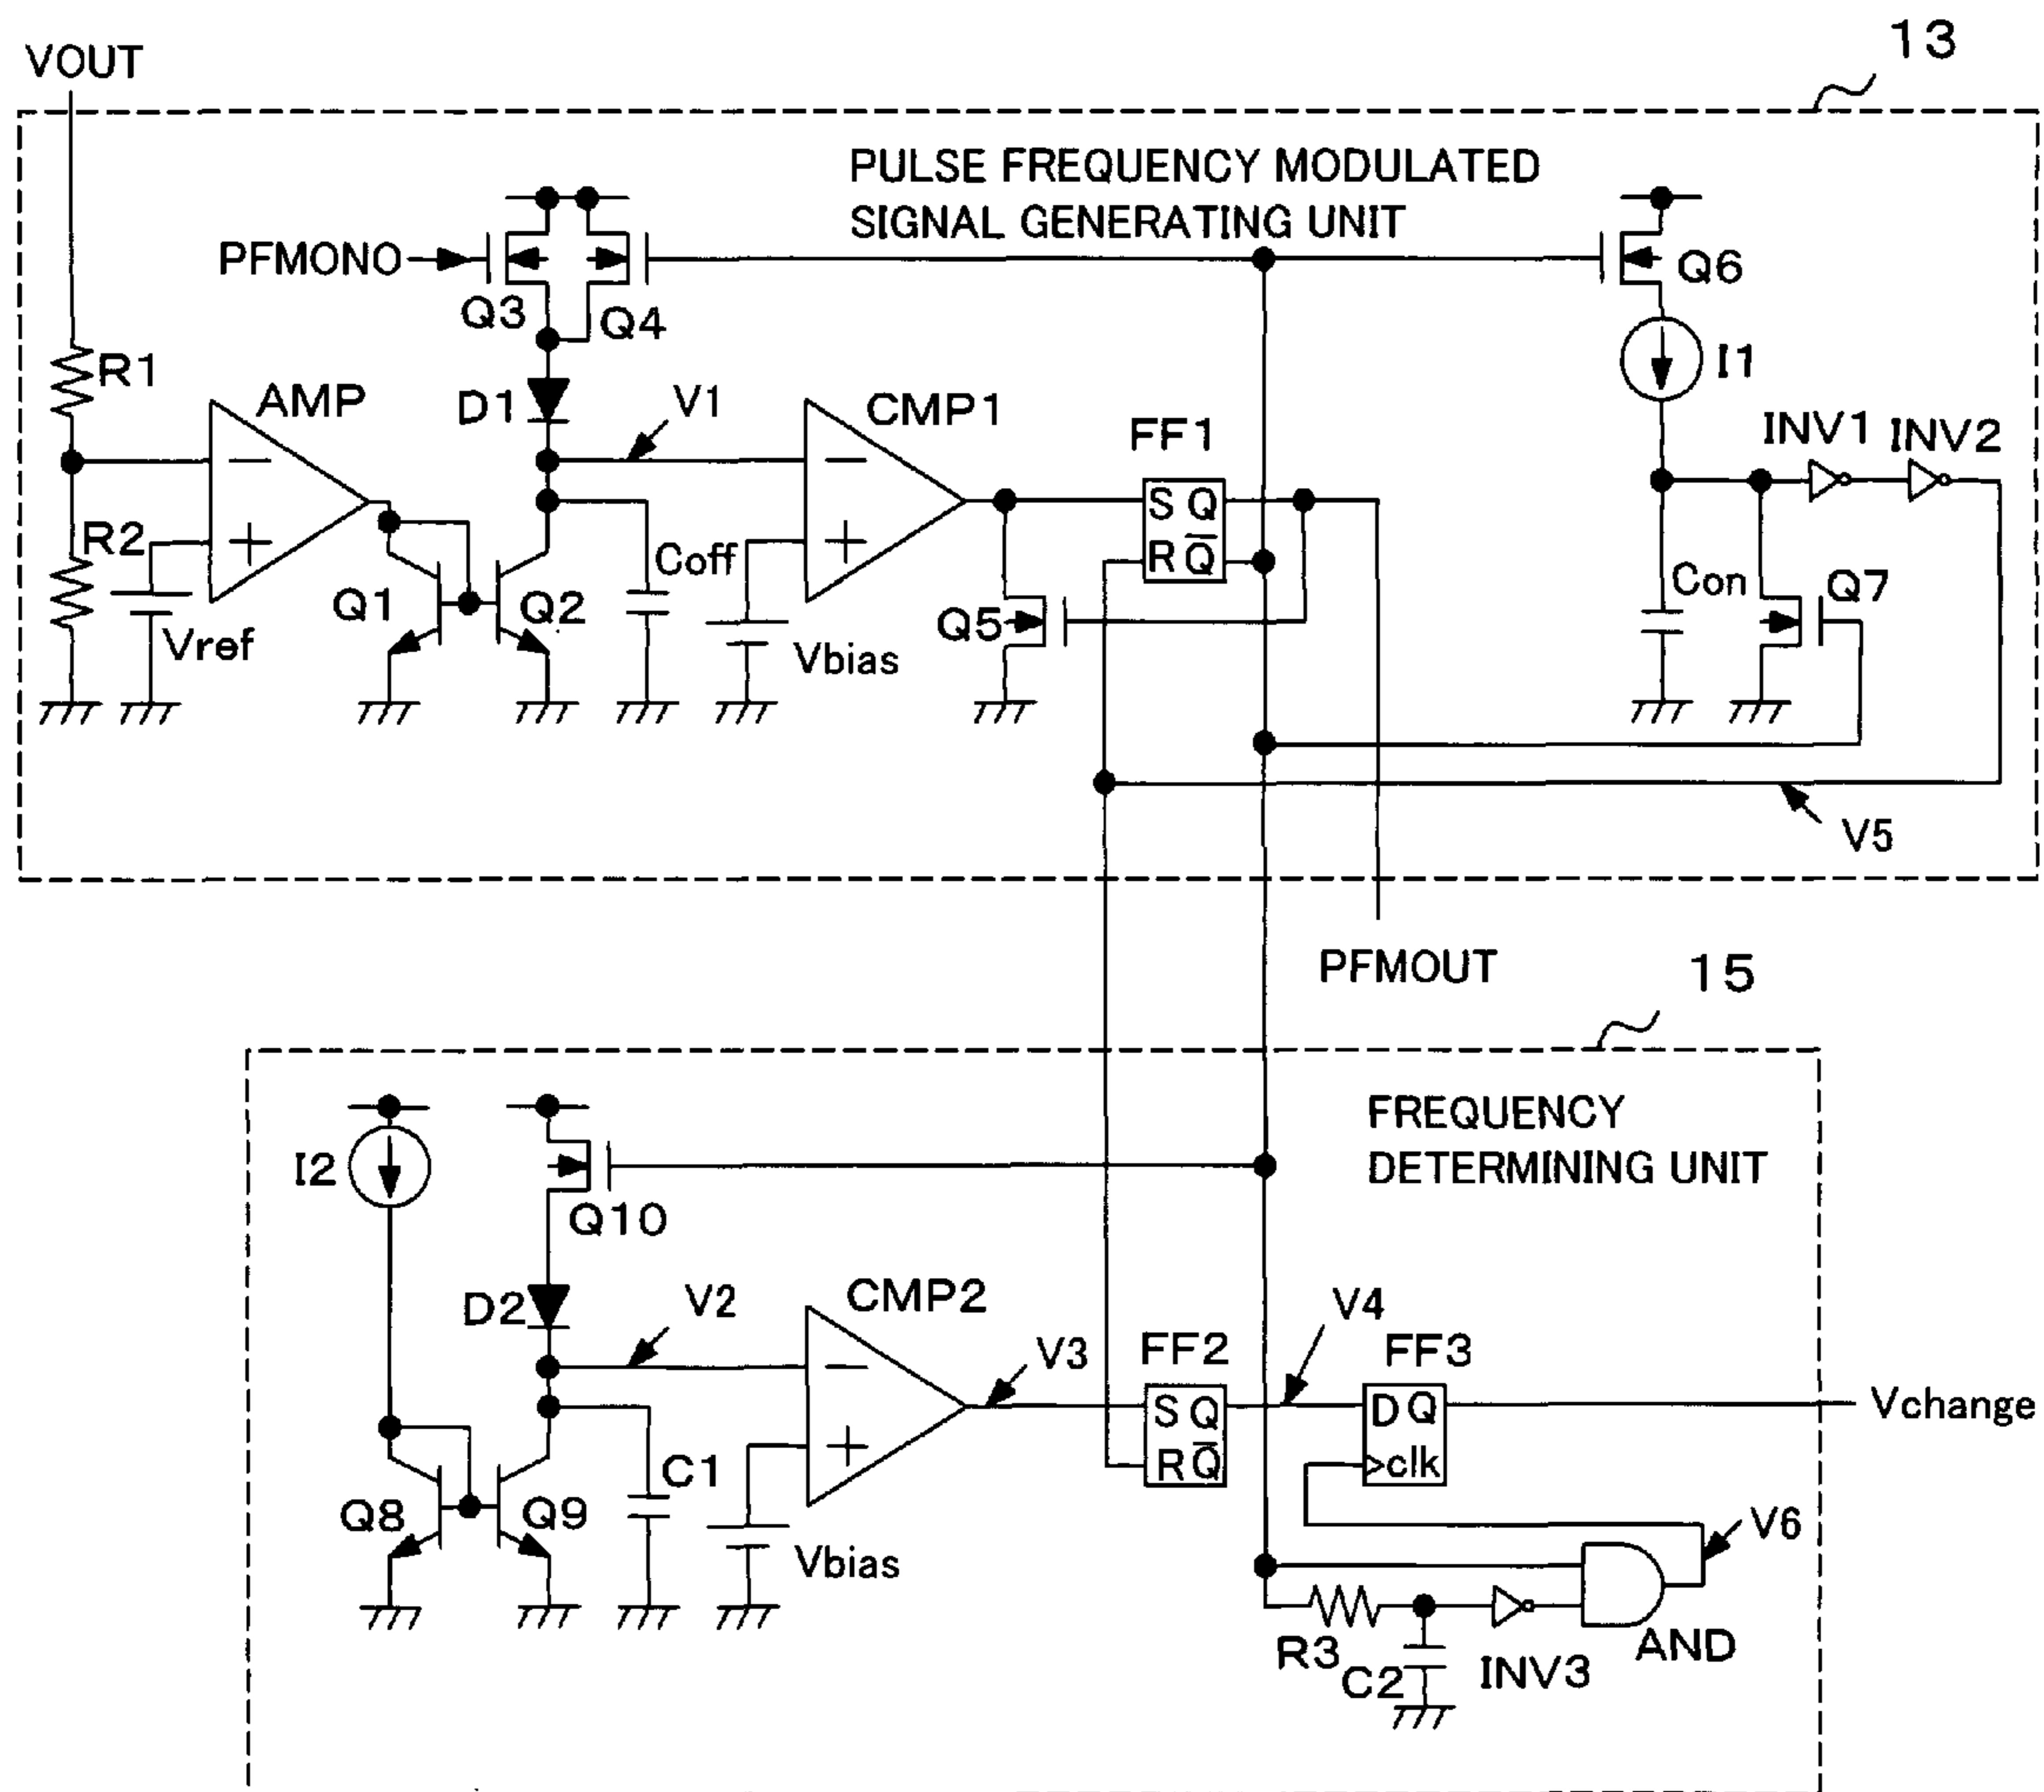 13
VOUT
PULSE FREQUENCY MODULATED
SIGNAL GENERATING UNIT
PFMONO
Q3
Q4
Q6
R1
AMP
D1
V1
CMP1
I1
FF1
INV1
INV2
−
−
S Q
R Q̅
R2
+
+
Coff
Con
Q7
Q1
Q2
Q5
Vref
Vbias
V5
PFMOUT
15
FREQUENCY
DETERMINING UNIT
I2
Q10
D2
V2
CMP2
V3
V4
FF2
FF3
−
S Q
R Q̅
D Q
clk
Vchange
+
C1
Q8
Q9
Vbias
V6
R3
C2
INV3
AND